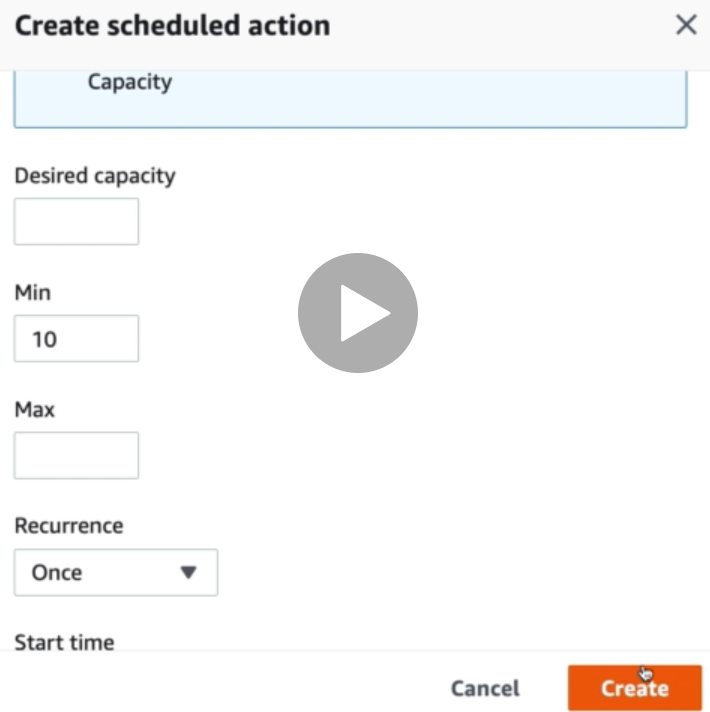 Create scheduled action
Capacity
Desired capacity
Min
10
Max
Recurrence
Once
Start time
Cancel
Create